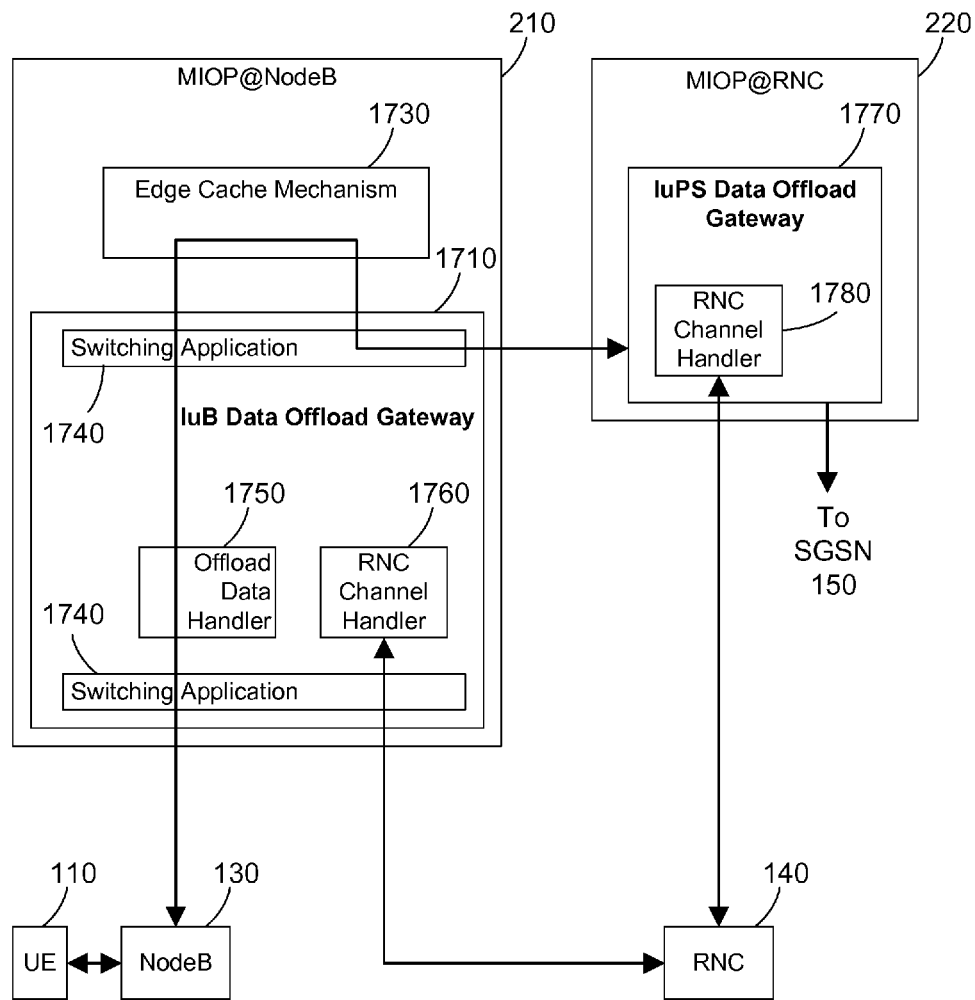 210
220
MIOP@NodeB
MIOP@RNC
1730
1770
Edge Cache Mechanism
IuPS Data Offload
Gateway
1710
1780
RNC
Channel
Handler
Switching Application
1740
IuB Data Offload Gateway
1750
1760
Offload
Data
Handler
RNC
Channel
Handler
To
SGSN
150
1740
Switching Application
110
130
140
UE
NodeB
RNC